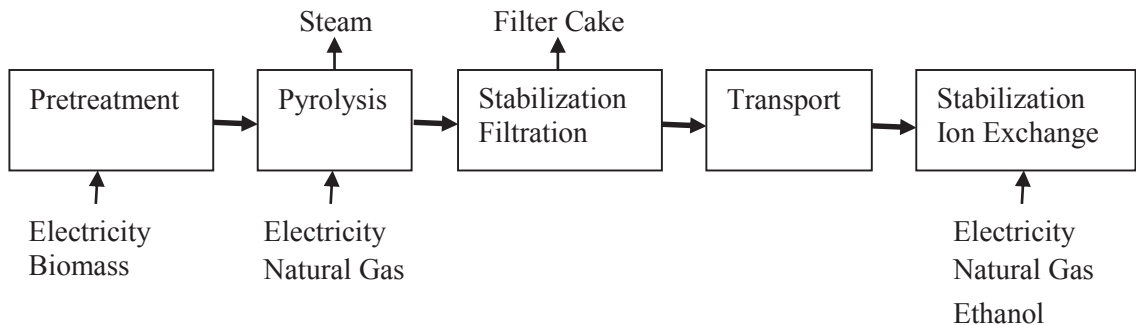 Steam
Filter Cake
Pretreatment
Pyrolysis
Stabilization
Filtration
Transport
Stabilization
Ion Exchange
Electricity
Biomass
Electricity
Natural Gas
Electricity
Natural Gas
Ethanol